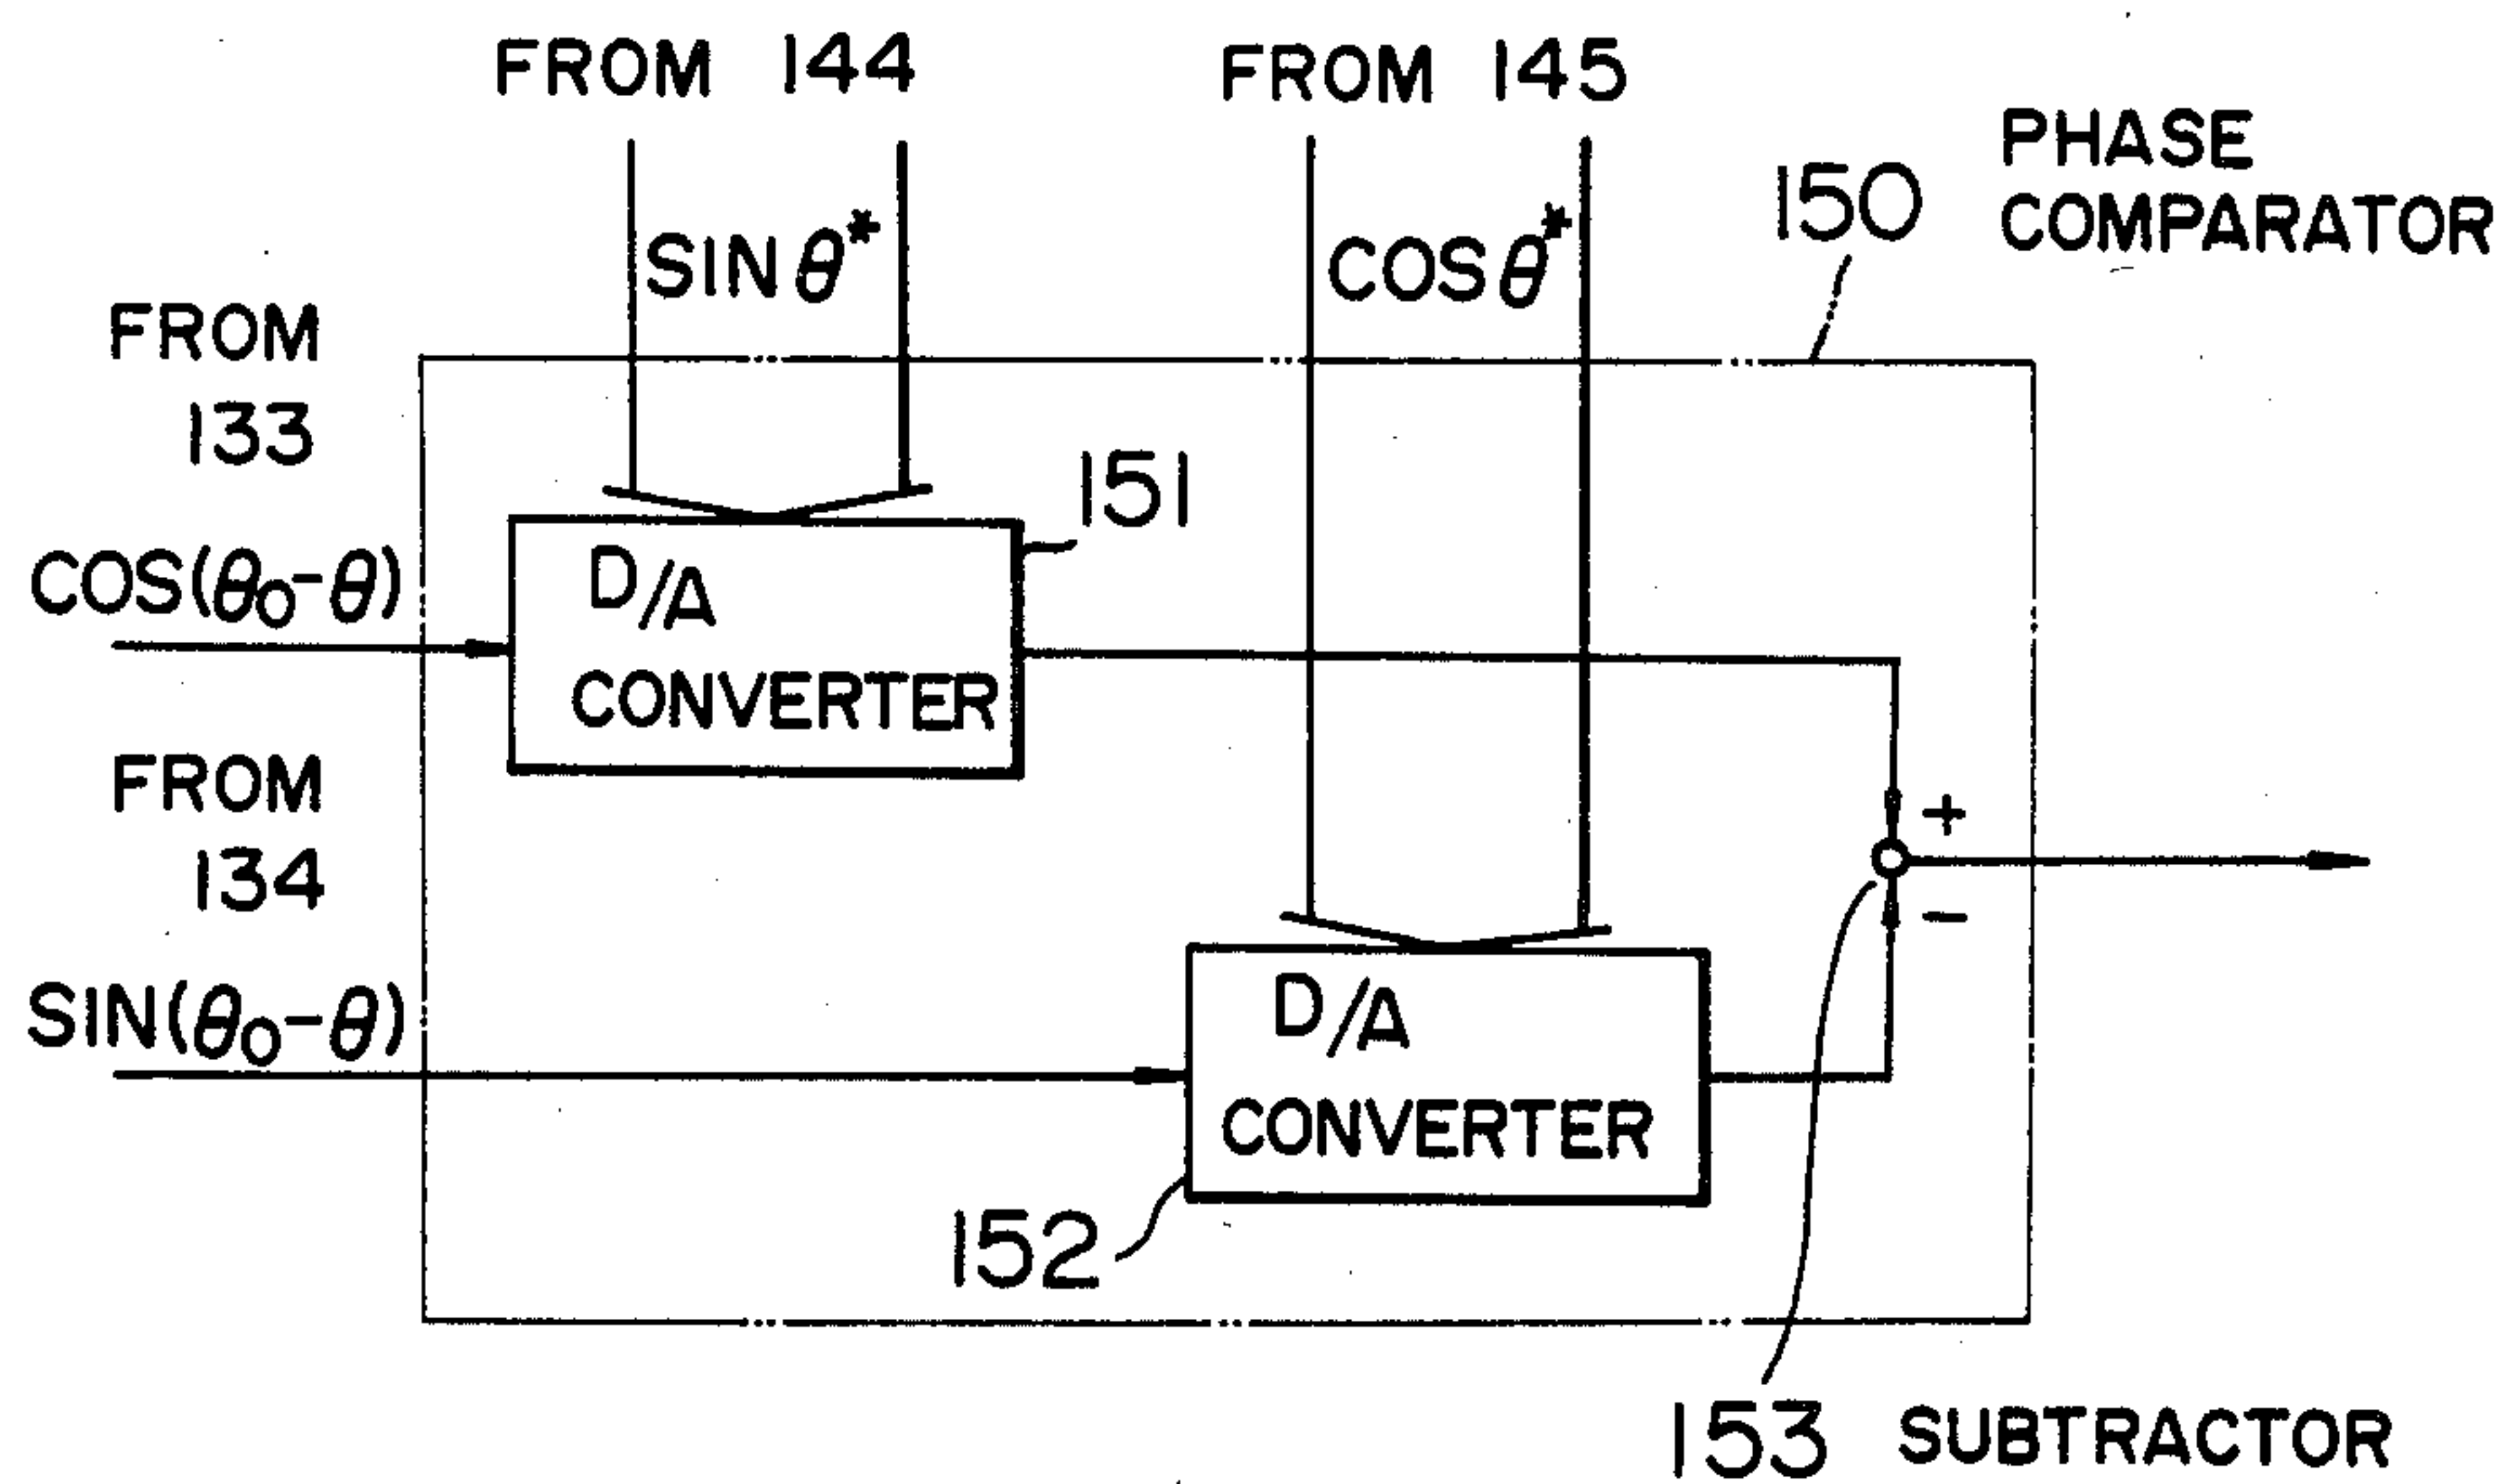 FROM 144
FROM 145
PHASE
COMPARATOR
150
SIN θ*
COS θ*
FROM
133
151
COS(θ₀-θ)
D/A
CONVERTER
FROM
134
+
-
SIN(θ₀-θ)
D/A
CONVERTER
152
153 SUBTRACTOR